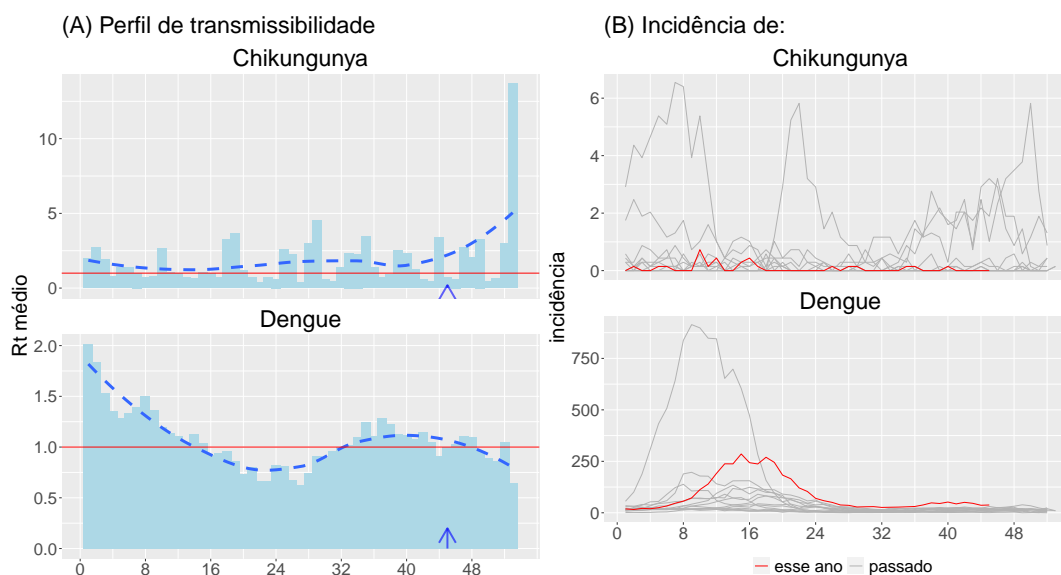 (A) Perfil de transmissibilidade
Chikungunya
10
5
0
Dengue
2.0
1.5
1.0
0.5
0.0
0 8 16 24 32 40 48
Rt médio
(B) Incidência de:
Chikungunya
6
4
2
0
Dengue
750
500
250
0
0 8 16 24 32 40 48
incidência
esse ano passado